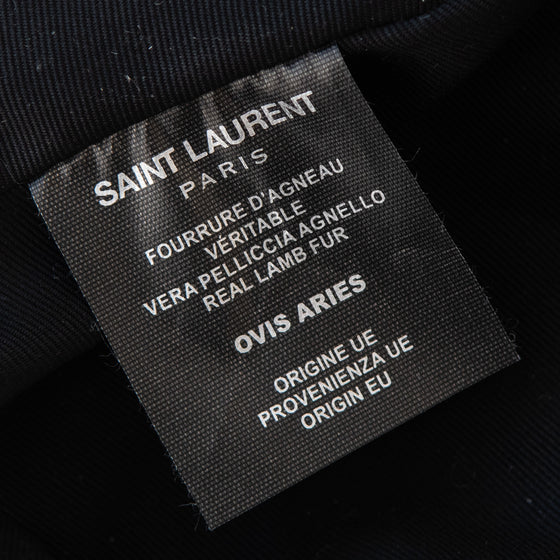 SAINT LAURENT
PARIS
FOURRURE D'AGNEAU
VÉRITABLE
VERA PELLICCIA AGNELLO
REAL LAMB FUR
OVIS ARIES
ORIGINE UE
PROVENIENZA UE
ORIGIN EU